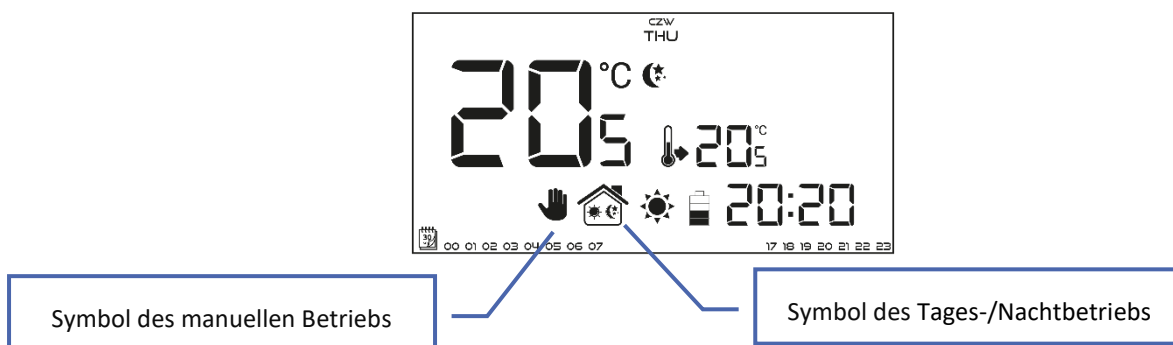 CZW
THU
20 5 °C
20 5 °C
20:20
30
00 01 02 03 04 05 06 07 17 18 19 20 21 22 23
Symbol des manuellen Betriebs
Symbol des Tages-/Nachtbetriebs